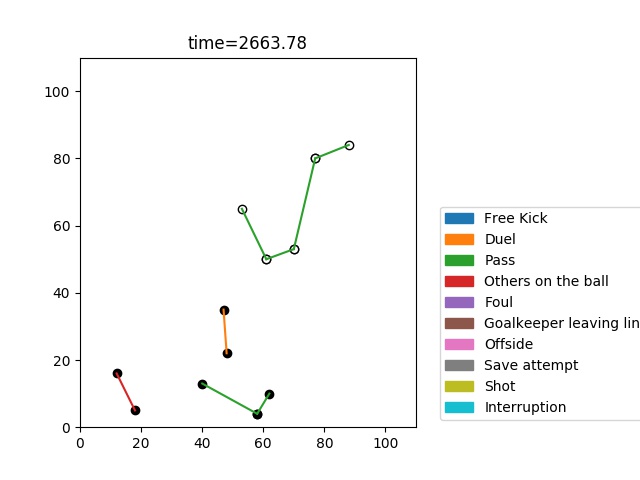 time=2663.78
100
80
60
40
20
0
0 20 40 60 80 100
Free Kick
Duel
Pass
Others on the ball
Foul
Goalkeeper leaving lin
Offside
Save attempt
Shot
Interruption